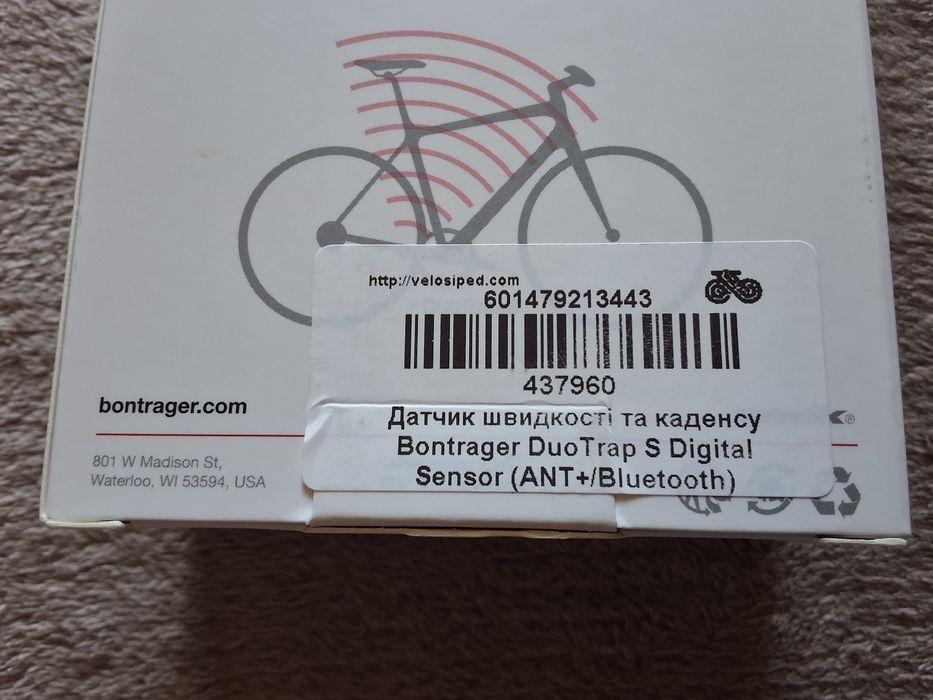 http://velosiped.com
601479213443
437960
Датчик швидкості та каденсу
Bontrager DuoTrap S Digital
Sensor (ANT+/Bluetooth)
bontrager.com
801 W Madison St,
Waterloo, WI 53594, USA